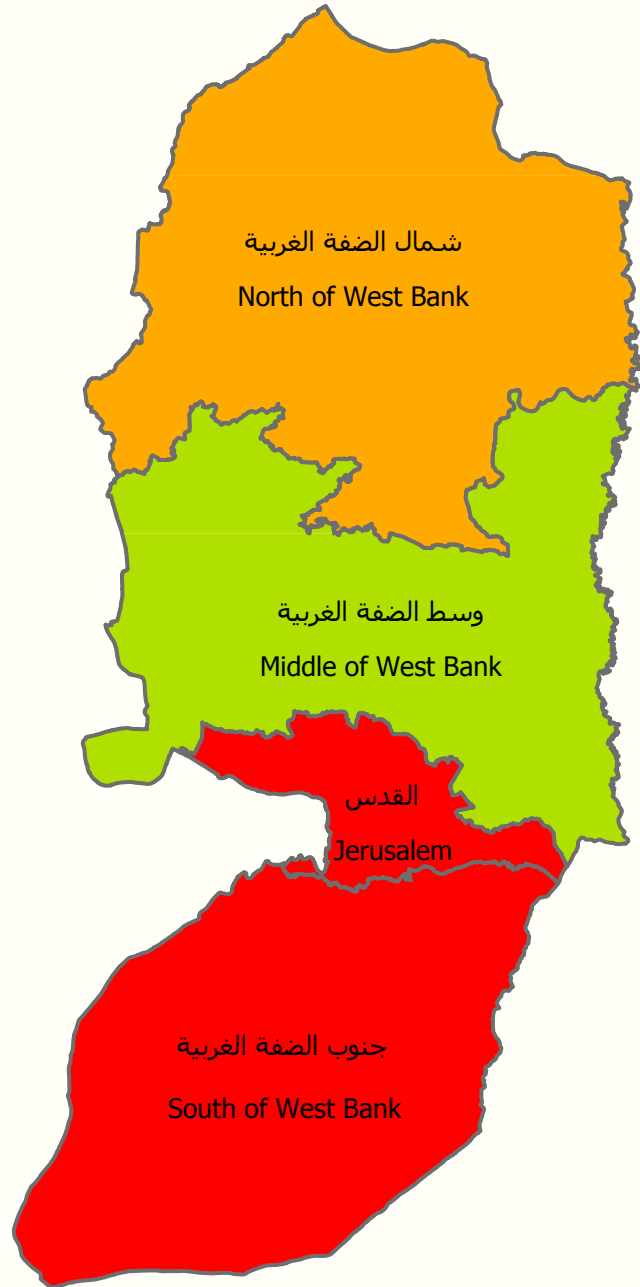 شمال الضفة الغربية
North of West Bank
وسط الضفة الغربية
Middle of West Bank
القدس
Jerusalem
جنوب الضفة الغربية
South of West Bank